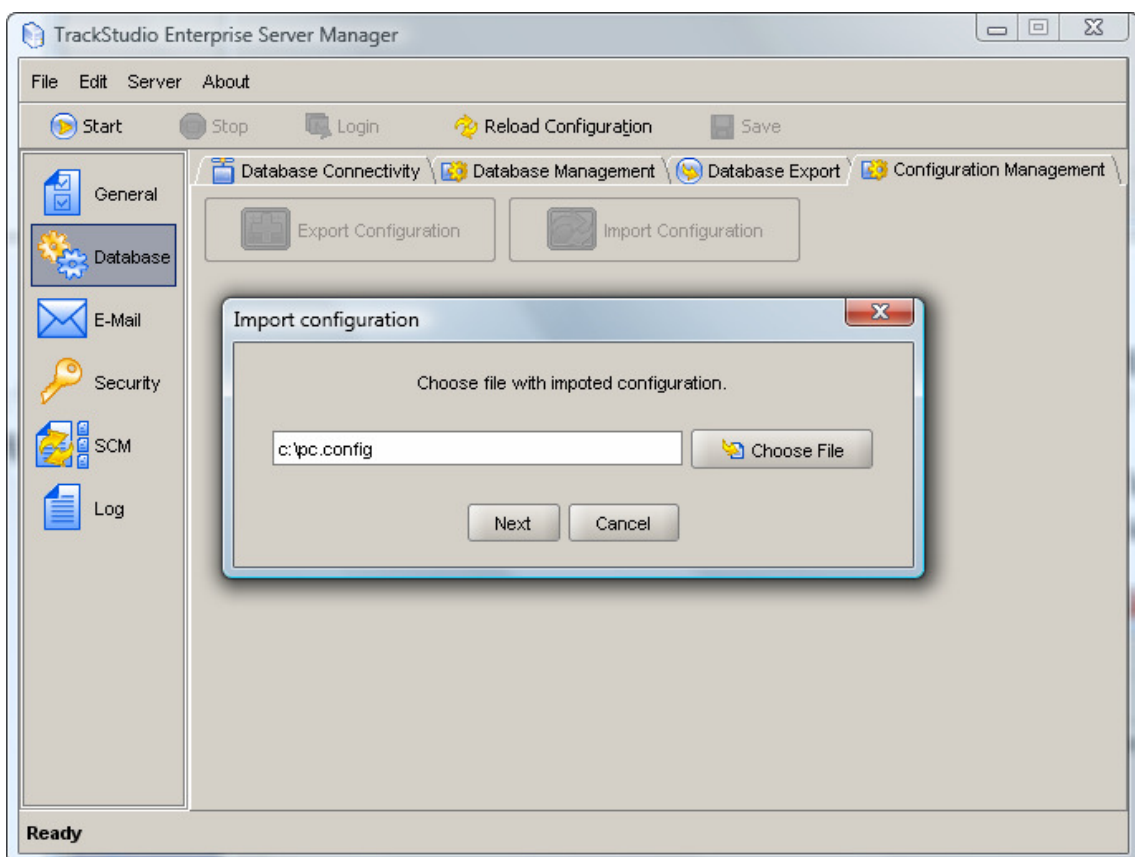 TrackStudio Enterprise Server Manager
File Edit Server About
Start Stop Login Reload Configuration Save
Database Connectivity Database Management Database Export Configuration Management
General
Database
E-Mail
Security
SCM
Log
Export Configuration Import Configuration
Import configuration
Choose file with impoted configuration.
c:\pc.config Choose File
Next Cancel
Ready